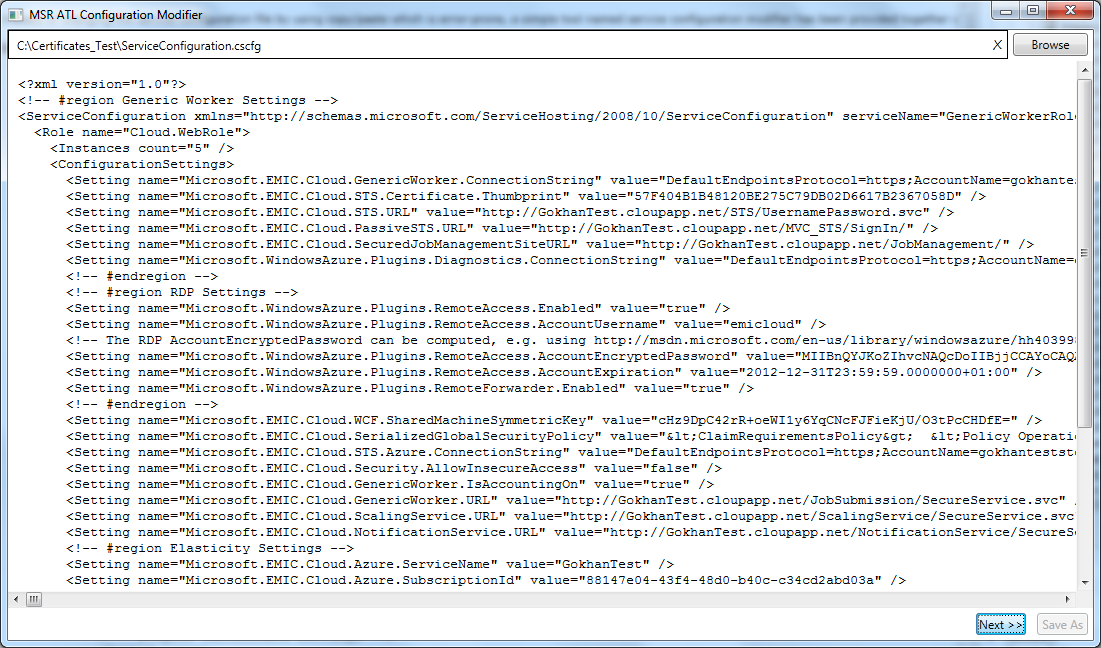 MSR ATL Configuration Modifier
C:\Certificates_Test\ServiceConfiguration.cscfg
X
Browse
<?xml version="1.0"?>
<!-- #region Generic Worker Settings -->
<ServiceConfiguration xmlns="http://schemas.microsoft.com/ServiceHosting/2008/10/ServiceConfiguration" serviceName="GenericWorkerRole
<Role name="Cloud.WebRole">
<Instances count="5" />
<ConfigurationSettings>
<Setting name="Microsoft.EMIC.Cloud.GenericWorker.ConnectionString" value="DefaultEndpointsProtocol=https;AccountName=gokhantes
<Setting name="Microsoft.EMIC.Cloud.STS.Certificate.Thumbprint" value="57F404B1B48120BE275C79DB02D6617B2367058D" />
<Setting name="Microsoft.EMIC.Cloud.STS.URL" value="http://GokhanTest.cloupapp.net/STS/UsernamePassword.svc" />
<Setting name="Microsoft.EMIC.Cloud.PassiveSTS.URL" value="http://GokhanTest.cloupapp.net/MVC_STS/SignIn/" />
<Setting name="Microsoft.EMIC.Cloud.SecuredJobManagementSiteURL" value="http://GokhanTest.cloupapp.net/JobManagement/" />
<Setting name="Microsoft.WindowsAzure.Plugins.Diagnostics.ConnectionString" value="DefaultEndpointsProtocol=https;AccountName=
<!-- #endregion -->
<!-- #region RDP Settings -->
<Setting name="Microsoft.WindowsAzure.Plugins.RemoteAccess.Enabled" value="true" />
<Setting name="Microsoft.WindowsAzure.Plugins.RemoteAccess.AccountUsername" value="emicloud" />
<!-- The RDP AccountEncryptedPassword can be computed, e.g. using http://msdn.microsoft.com/en-us/library/windowsazure/hh40399
<Setting name="Microsoft.WindowsAzure.Plugins.RemoteAccess.AccountEncryptedPassword" value="MIIBnQYJKoZIhvcNAQcDoIIBjjCCAYoCAQ
<Setting name="Microsoft.WindowsAzure.Plugins.RemoteAccess.AccountExpiration" value="2012-12-31T23:59:59.0000000+01:00" />
<Setting name="Microsoft.WindowsAzure.Plugins.RemoteForwarder.Enabled" value="true" />
<!-- #endregion -->
<Setting name="Microsoft.EMIC.Cloud.WCF.SharedMachineSymmetricKey" value="cHz9DpC42rR+oeWI1y6YqCNcFJFieKjU/O3tPcCHDfE=" />
<Setting name="Microsoft.EMIC.Cloud.SerializedGlobalSecurityPolicy" value="&lt;ClaimRequirementsPolicy&gt;  &lt;Policy Operati
<Setting name="Microsoft.EMIC.Cloud.STS.Azure.ConnectionString" value="DefaultEndpointsProtocol=https;AccountName=gokhanteststo
<Setting name="Microsoft.EMIC.Cloud.Security.AllowInsecureAccess" value="false" />
<Setting name="Microsoft.EMIC.Cloud.GenericWorker.IsAccountingOn" value="true" />
<Setting name="Microsoft.EMIC.Cloud.GenericWorker.URL" value="http://GokhanTest.cloupapp.net/JobSubmission/SecureService.svc" /
<Setting name="Microsoft.EMIC.Cloud.ScalingService.URL" value="http://GokhanTest.cloupapp.net/ScalingService/SecureService.svc"
<Setting name="Microsoft.EMIC.Cloud.NotificationService.URL" value="http://GokhanTest.cloupapp.net/NotificationService/SecureSe
<!-- #region Elasticity Settings -->
<Setting name="Microsoft.EMIC.Cloud.Azure.ServiceName" value="GokhanTest" />
<Setting name="Microsoft.EMIC.Cloud.Azure.SubscriptionId" value="88147e04-43f4-48d0-b40c-c34cd2abd03a" />
Next >>
Save As